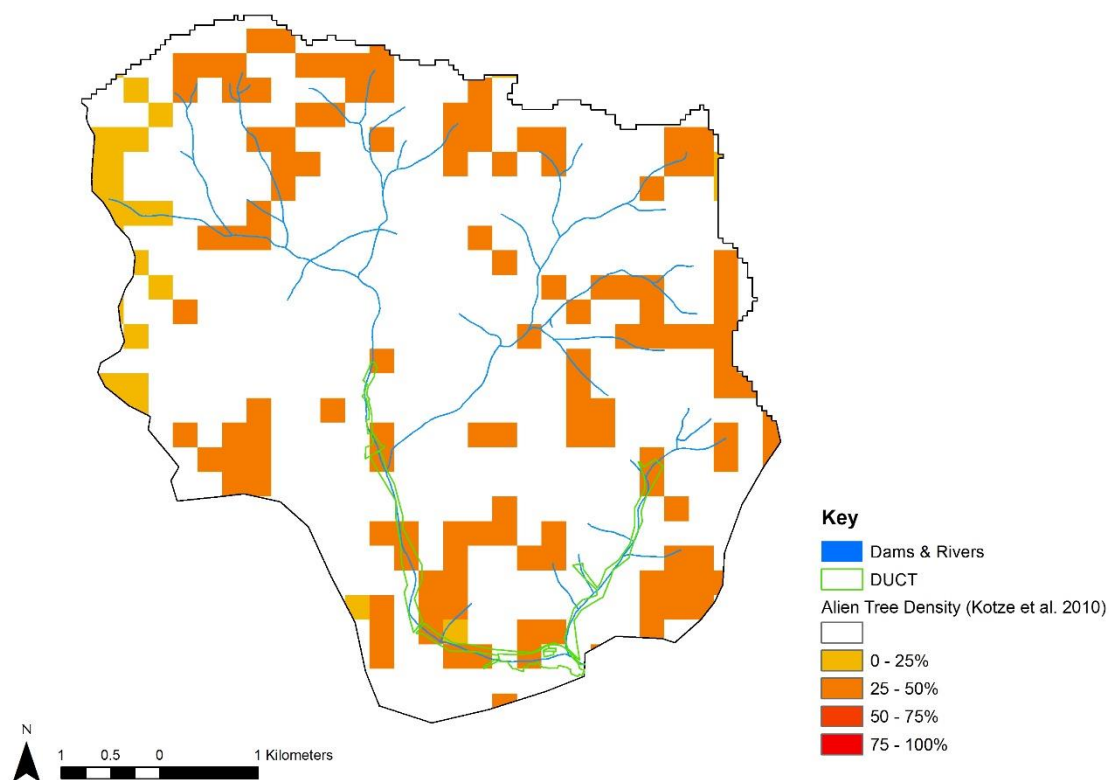 Key
Dams & Rivers
DUCT
Alien Tree Density (Kotze et al. 2010)
0 - 25%
25 - 50%
50 - 75%
75 - 100%
N
1 0.5 0 1 Kilometers